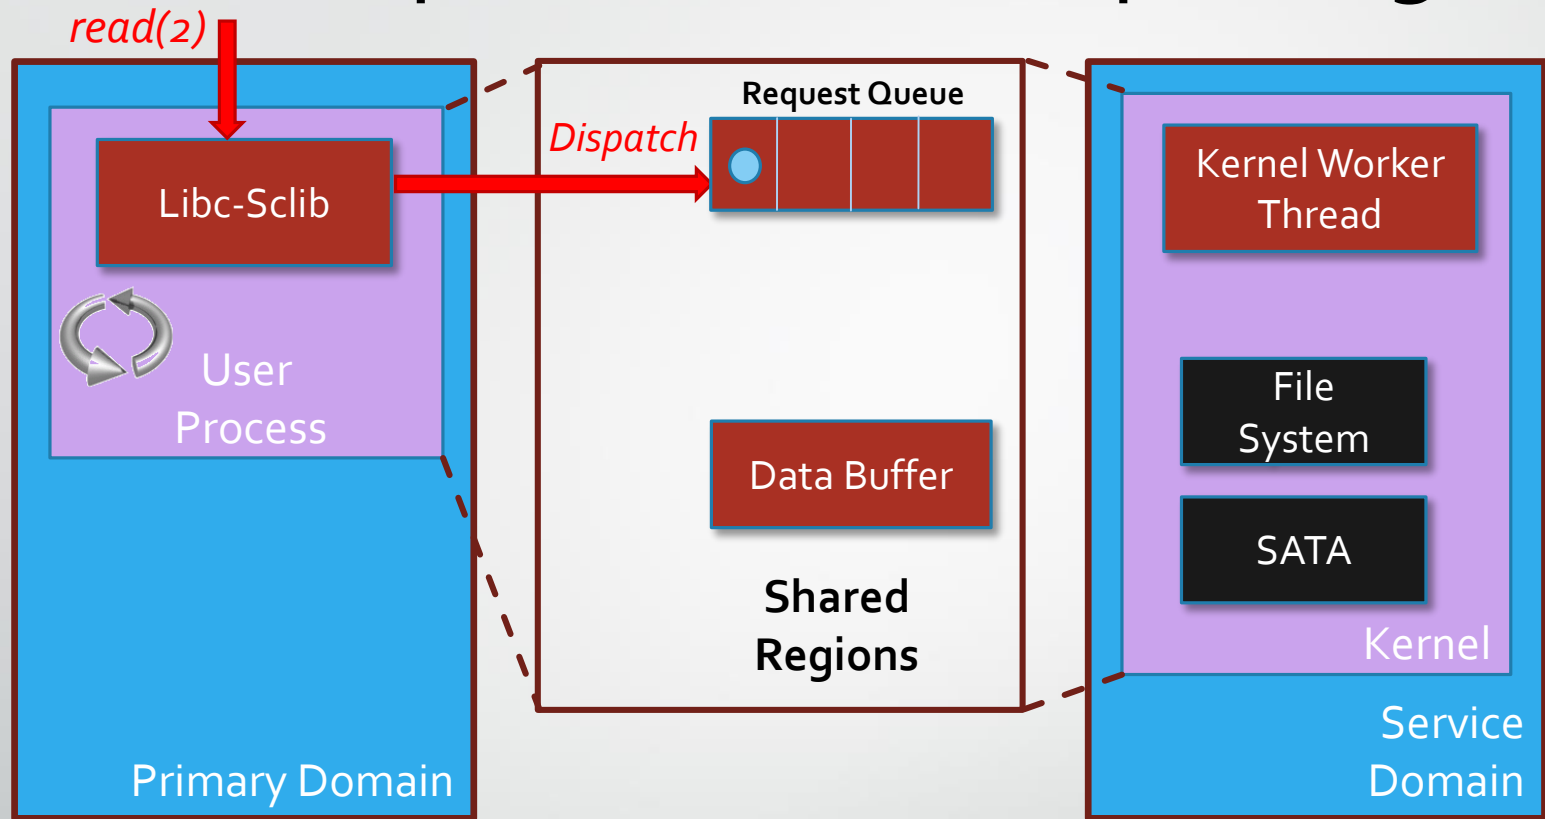 read(2)
Libc-Sclib
User
Process
Primary Domain
Dispatch
Request Queue
Data Buffer
Shared
Regions
Kernel Worker
Thread
File
System
SATA
Kernel
Service
Domain